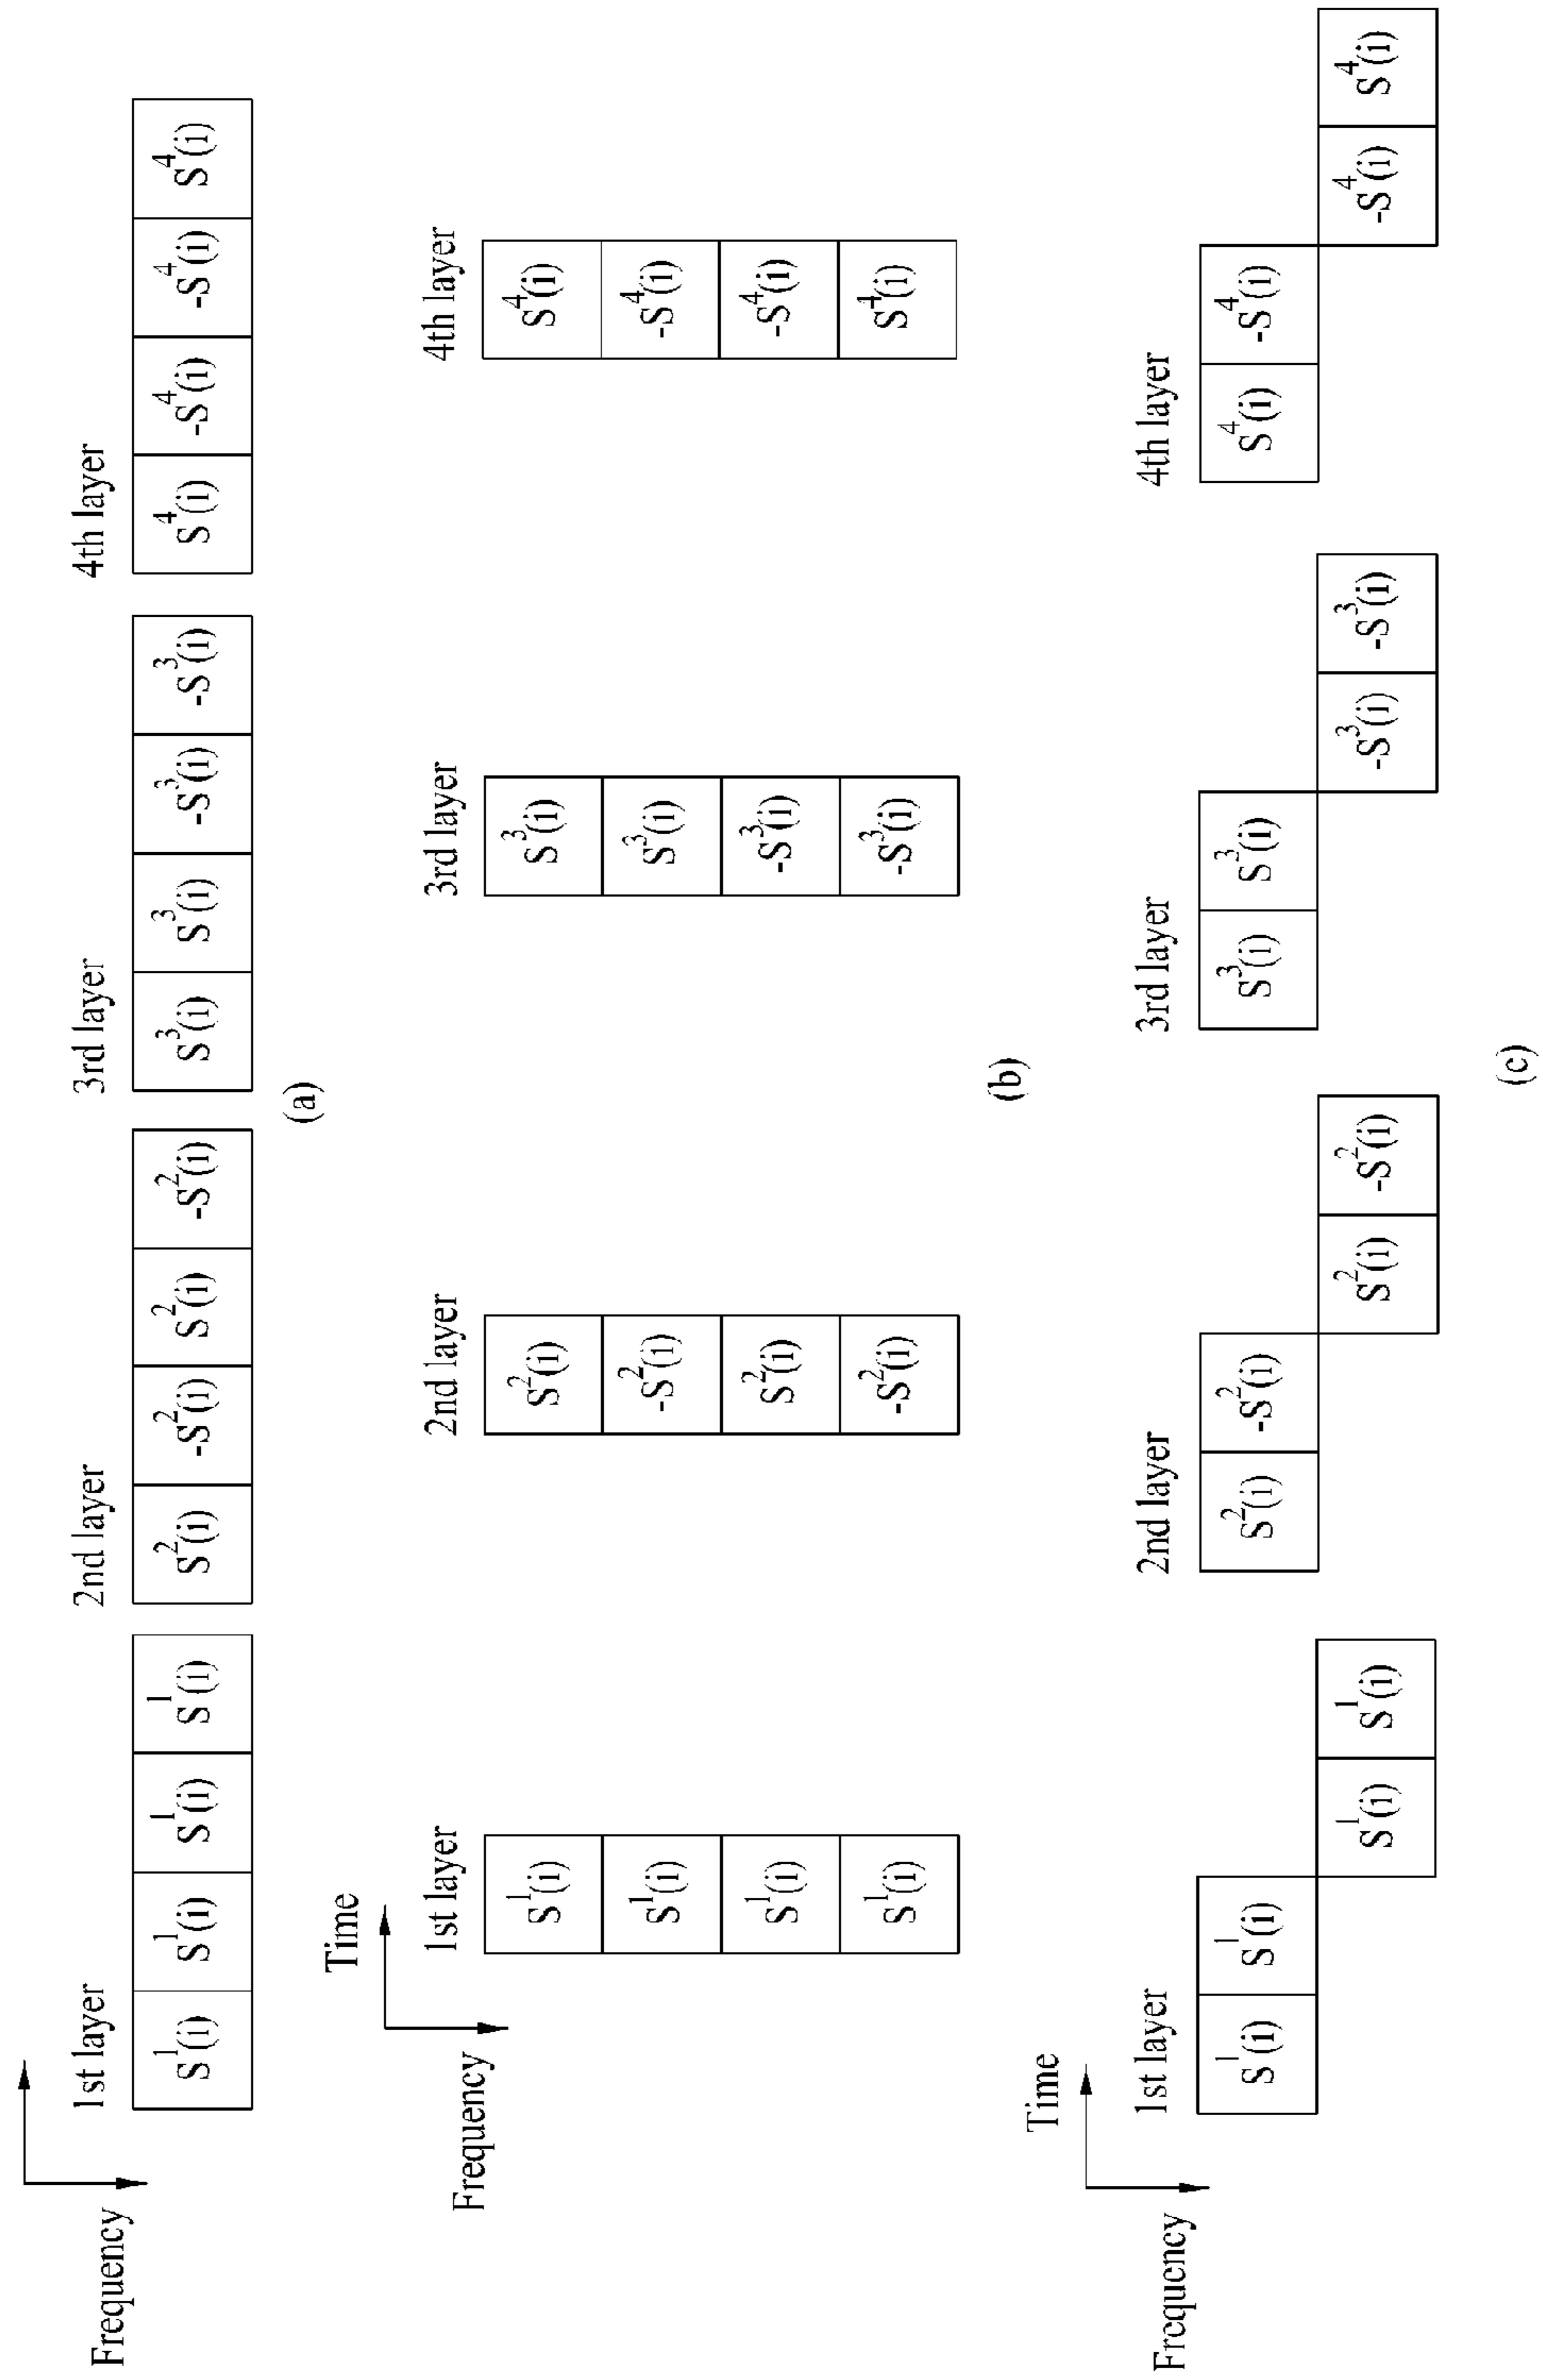 Frequency
1st layer 2nd layer 3rd layer 4th layer
S¹(i) S¹(i) S¹(i) S¹(i) S²(i) -S²(i) S²(i) -S²(i) S³(i) S³(i) -S³(i) -S³(i) S⁴(i) -S⁴(i) -S⁴(i) S⁴(i)
(a)
Time
Frequency
1st layer 2nd layer 3rd layer 4th layer
S¹(i) S²(i) S³(i) S⁴(i)
S¹(i) -S²(i) S³(i) -S⁴(i)
S¹(i) S²(i) -S³(i) -S⁴(i)
S¹(i) -S²(i) -S³(i) S⁴(i)
(b)
Time
Frequency
1st layer 2nd layer 3rd layer 4th layer
S¹(i) S¹(i) S²(i) -S²(i) S³(i) S³(i) S⁴(i) -S⁴(i)
S¹(i) S¹(i) S²(i) -S²(i) -S³(i) -S³(i) -S⁴(i) S⁴(i)
(c)